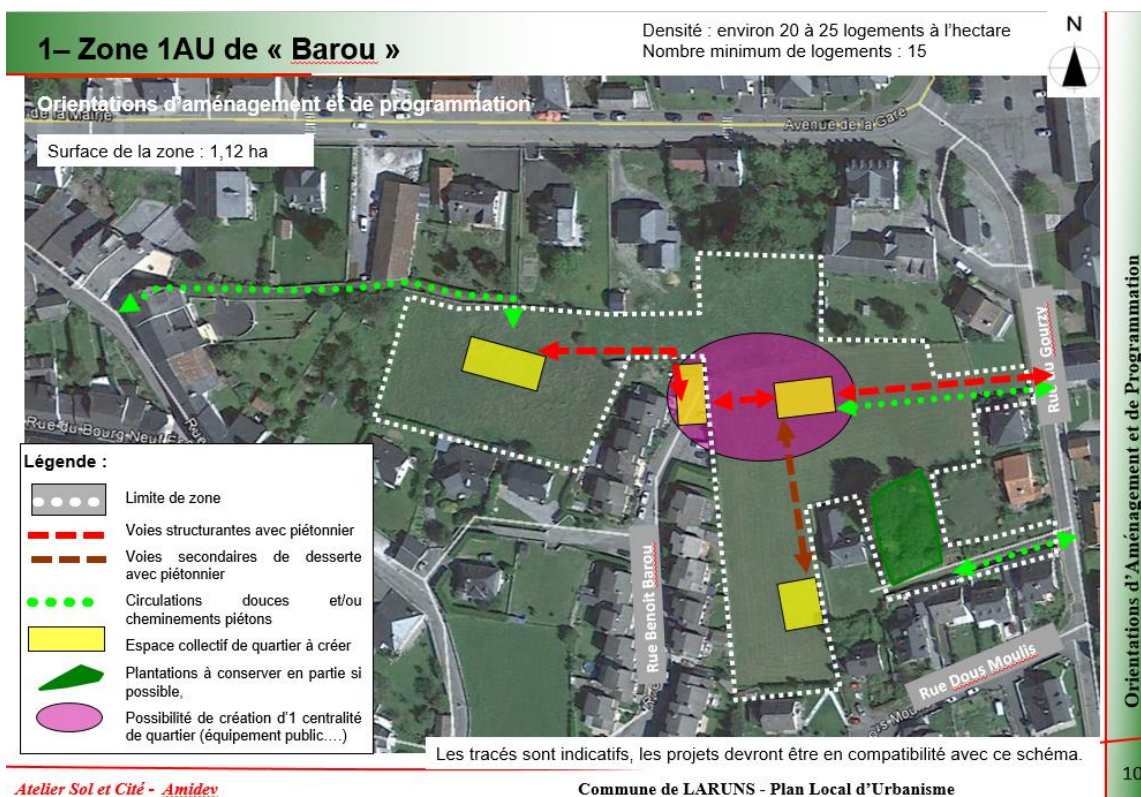 1– Zone 1AU de « Barou »
Densité : environ 20 à 25 logements à l’hectare
Nombre minimum de logements : 15
N
Orientations d’aménagement et de programmation
de la Mairie
Avenue de la Gare
Surface de la zone : 1,12 ha
Rue du Gourzy
Rue du Bourg Neuf
Rue
Rue Benoit Barou
Rue Dous Moulis
Légende :
Limite de zone
Voies structurantes avec piétonnier
Voies secondaires de desserte
avec piétonnier
Circulations douces et/ou
cheminements piétons
Espace collectif de quartier à créer
Plantations à conserver en partie si
possible,
Possibilité de création d’1 centralité
de quartier (équipement public….)
Les tracés sont indicatifs, les projets devront être en compatibilité avec ce schéma.
Orientations d’Aménagement et de Programmation
10
Atelier Sol et Cité - Amidev
Commune de LARUNS - Plan Local d’Urbanisme